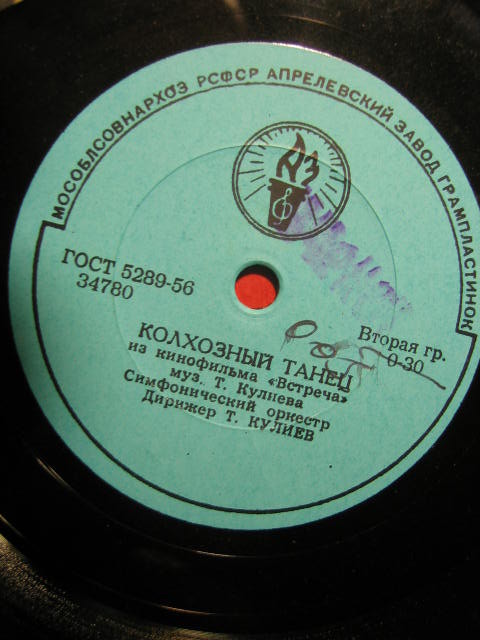 МОСОБЛСОВНАРХОЗ РСФСР АПРЕЛЕВСКИЙ ЗАВОД ГРАМПЛАСТИНОК
АЗ
ГОСТ 5289-56
34780
Вторая гр.
0-30
КОЛХОЗНЫЙ ТАНЕЦ
из кинофильма «Встреча»
муз. Т. Кулиева
Симфонический оркестр
Дирижер Т. КУЛИЕВ